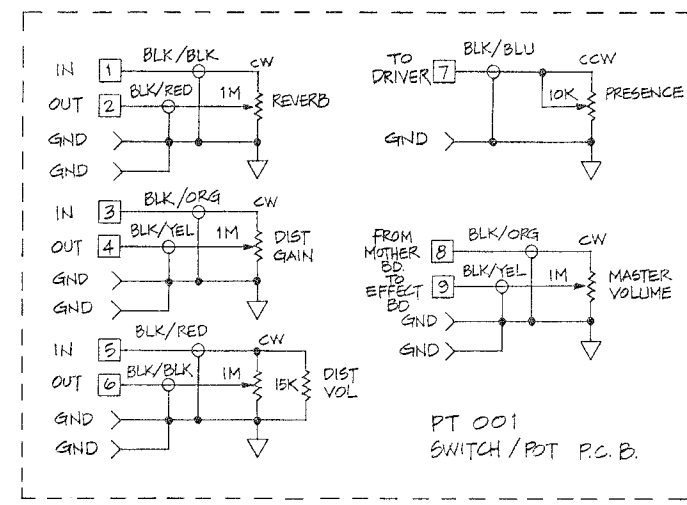 BLK/BLK
CW
IN 1
BLK/RED
1M
REVERB
OUT 2
GND
GND
BLK/ORG
CW
IN 3
BLK/YEL
1M
DIST
GAIN
OUT 4
GND
GND
BLK/RED
CW
IN 5
BLK/BLK
1M
15K
DIST
VOL
OUT 6
GND
GND
TO
DRIVER 7
BLK/BLU
CCW
10K
PRESENCE
GND
FROM
MOTHER
BD.
8
BLK/ORG
CW
TO
EFFECT
BD
9
BLK/YEL
1M
MASTER
VOLUME
GND
GND
PT 001
SWITCH / POT P.C.B.